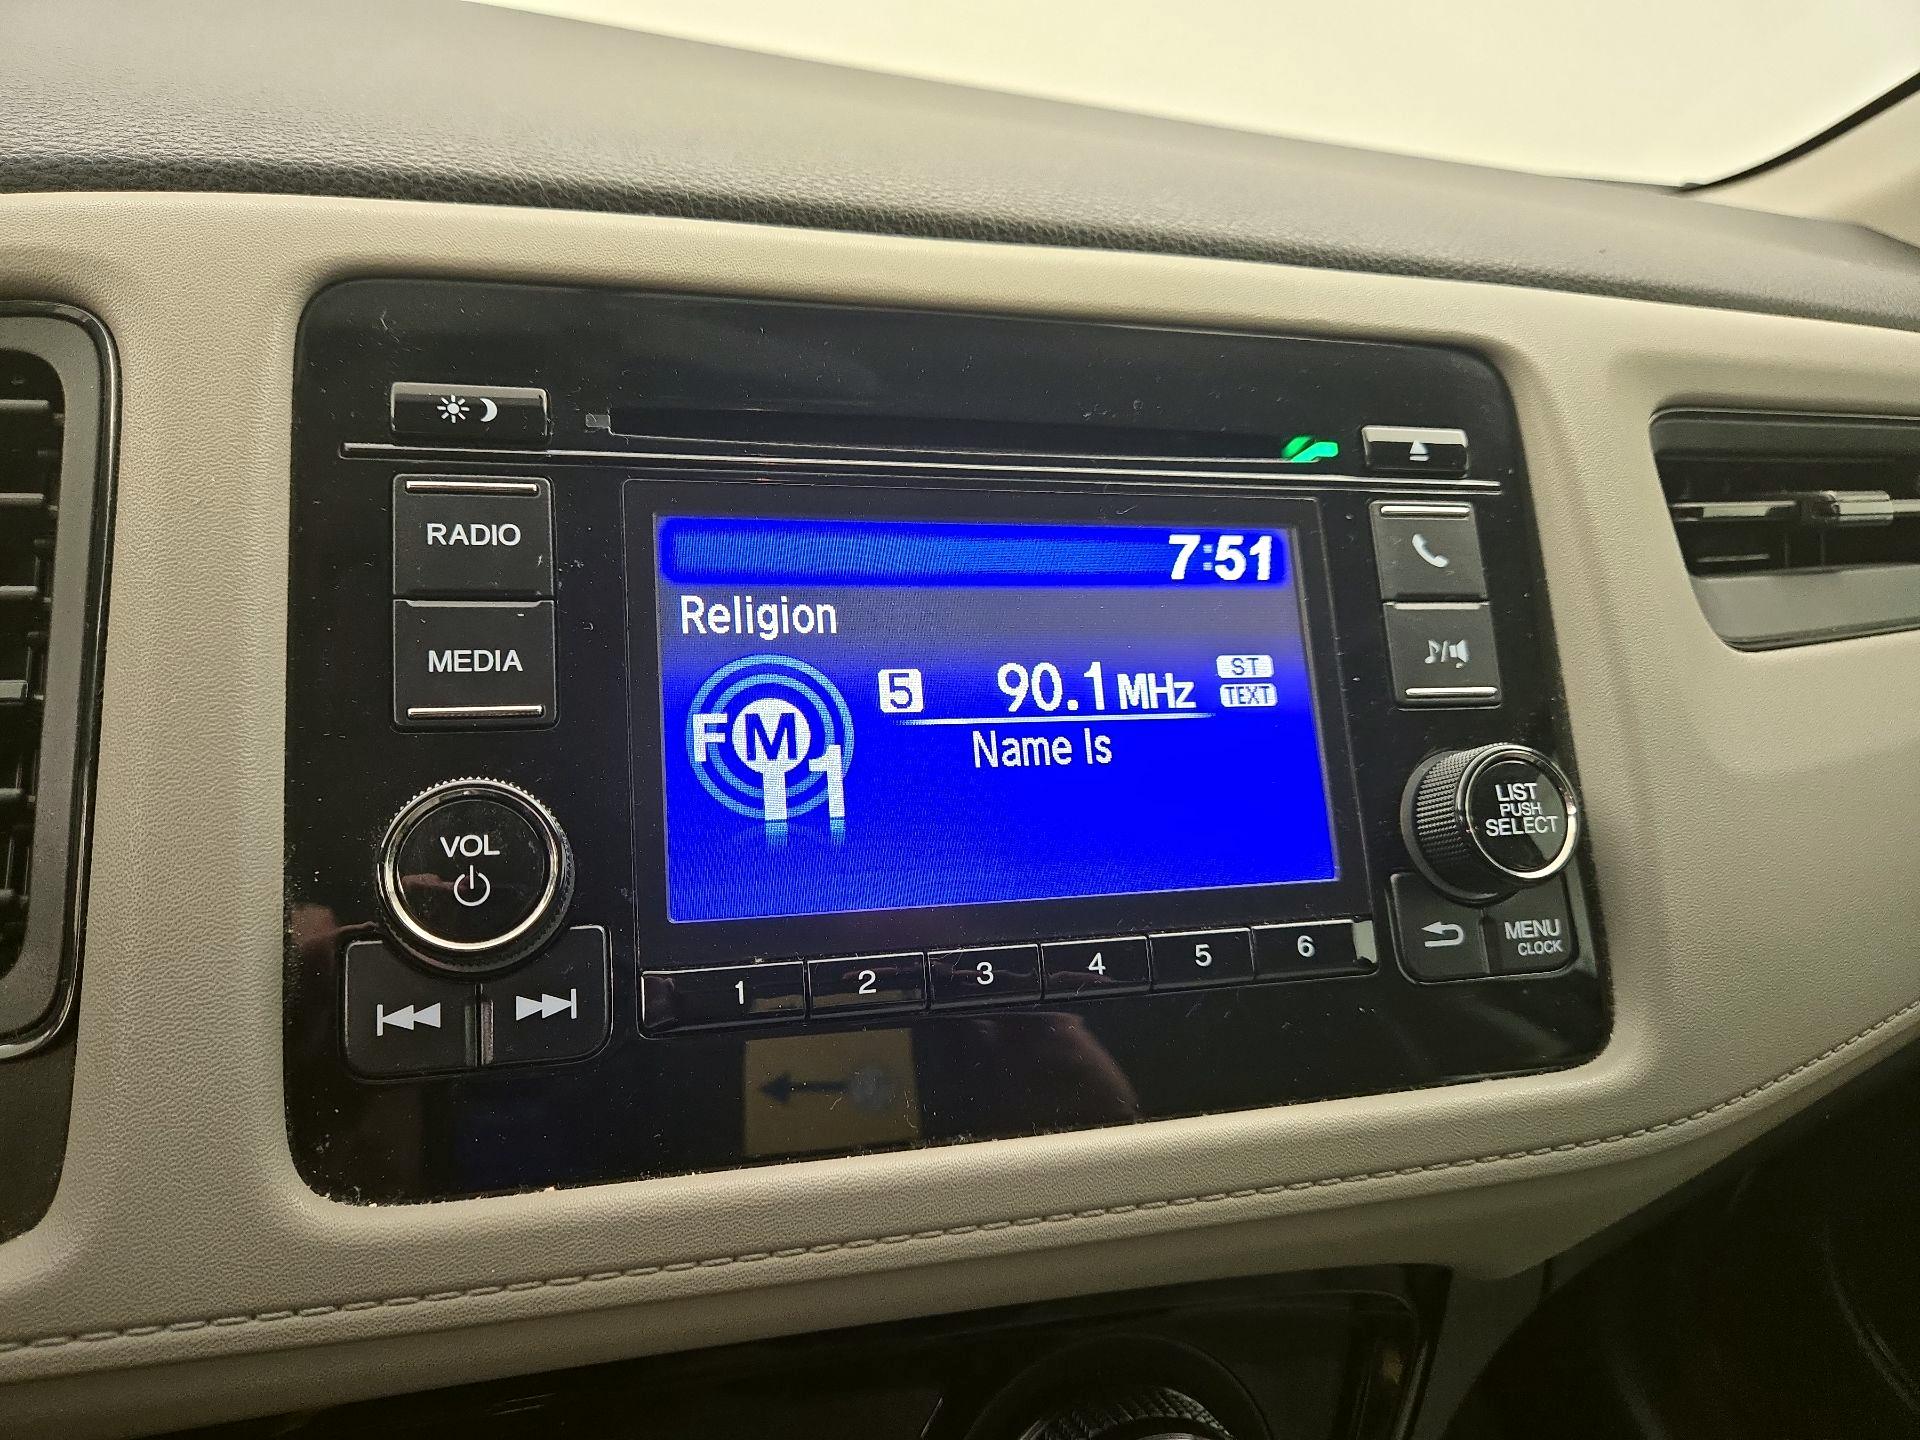 RADIO
MEDIA
VOL
7:51
Religion
FM
1
5 90.1 MHz ST
TEXT
Name Is
1 2 3 4 5 6
LIST
PUSH
SELECT
MENU
CLOCK